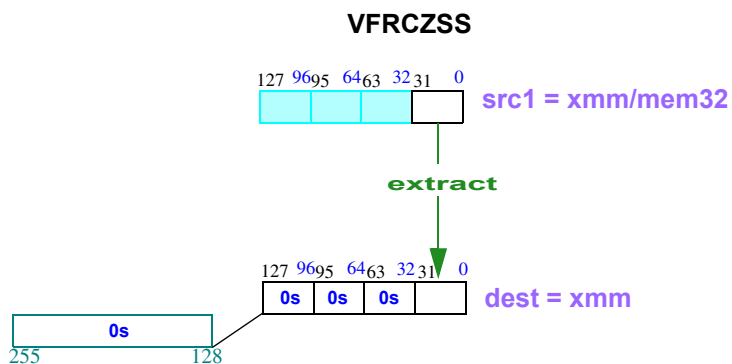 VFRCZSS
127 96 95 64 63 32 31 0
src1 = xmm/mem32
extract
127 96 95 64 63 32 31 0
0s 0s 0s
dest = xmm
0s
255 128